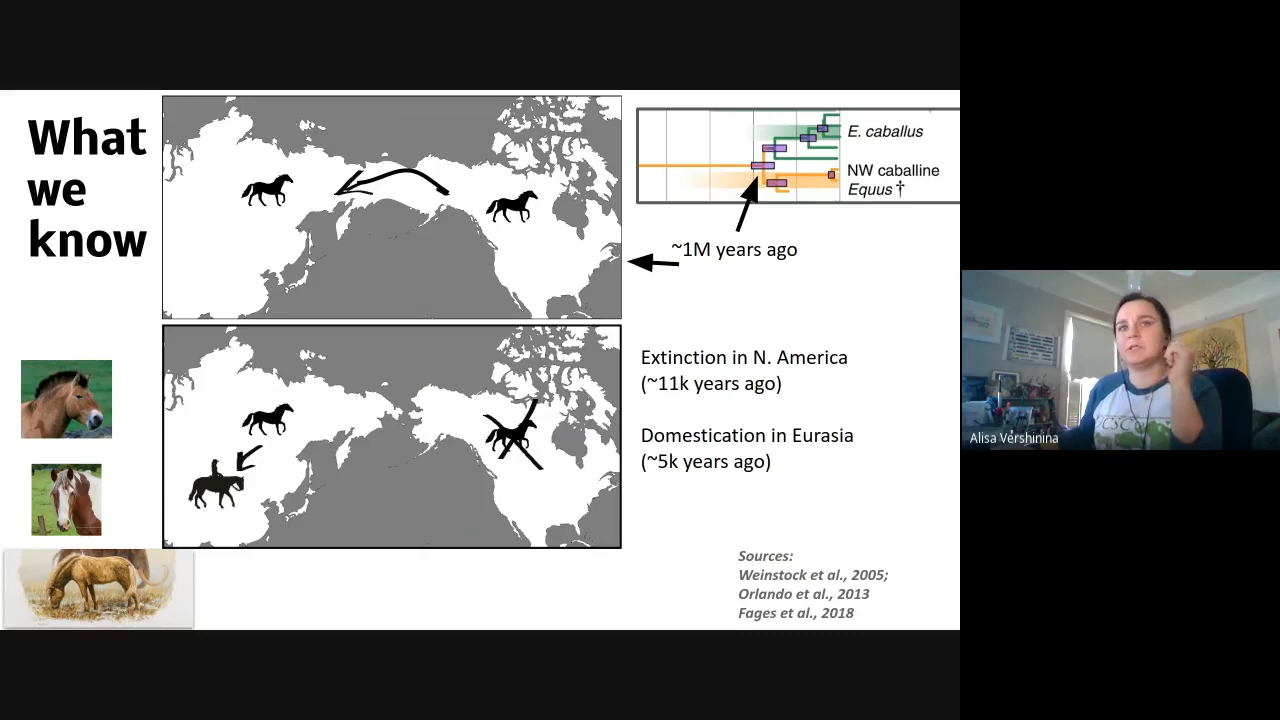 What
we
know
E. caballus
NW caballine
Equus †
~1M years ago
Extinction in N. America
(~11k years ago)
Domestication in Eurasia
(~5k years ago)
Sources:
Weinstock et al., 2005;
Orlando et al., 2013
Fages et al., 2018
Alisa Vershinina